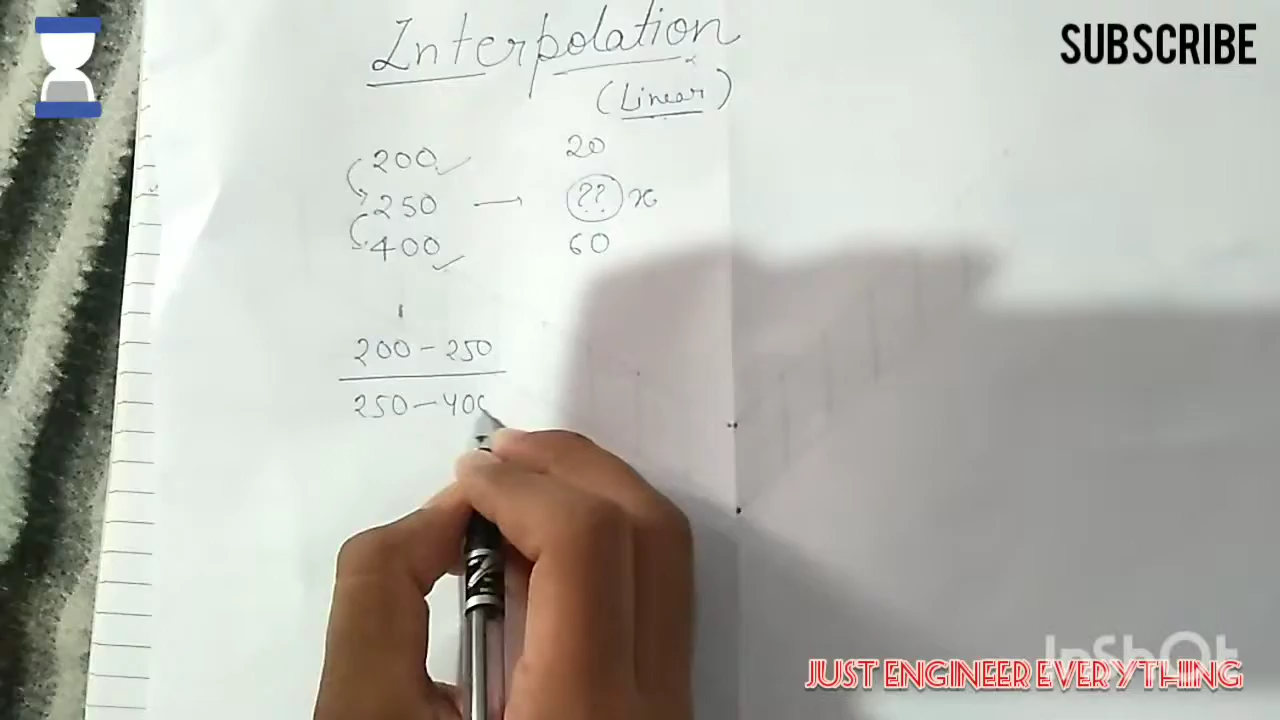 Interpolation
(Linear)
SUBSCRIBE
200 20
250 → ?? x
400 60
200 - 250
250 - 400
InShOt
JUST ENGINEER EVERYTHING